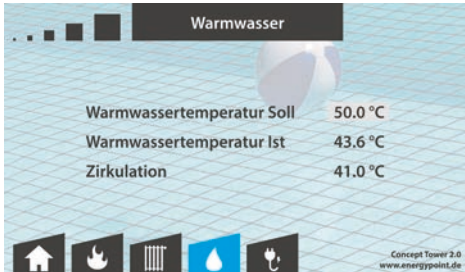 Warmwasser
Warmwassertemperatur Soll 50.0 °C
Warmwassertemperatur Ist 43.6 °C
Zirkulation 41.0 °C
Concept Tower 2.0
www.energypoint.de